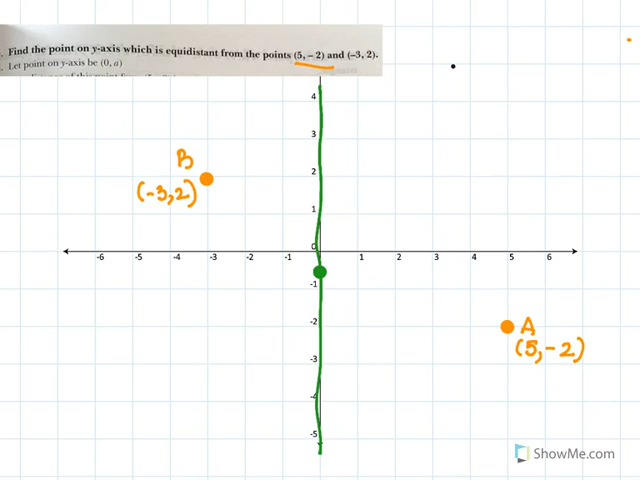 Find the point on y-axis which is equidistant from the points (5, – 2) and (–3, 2).
Let point on y-axis be (0, a)
4
3
B
2
(-3,2)
1
0
-6 -5 -4 -3 -2 -1 1 2 3 4 5 6
-1
-2
A
(5,-2)
-3
-4
-5
ShowMe.com